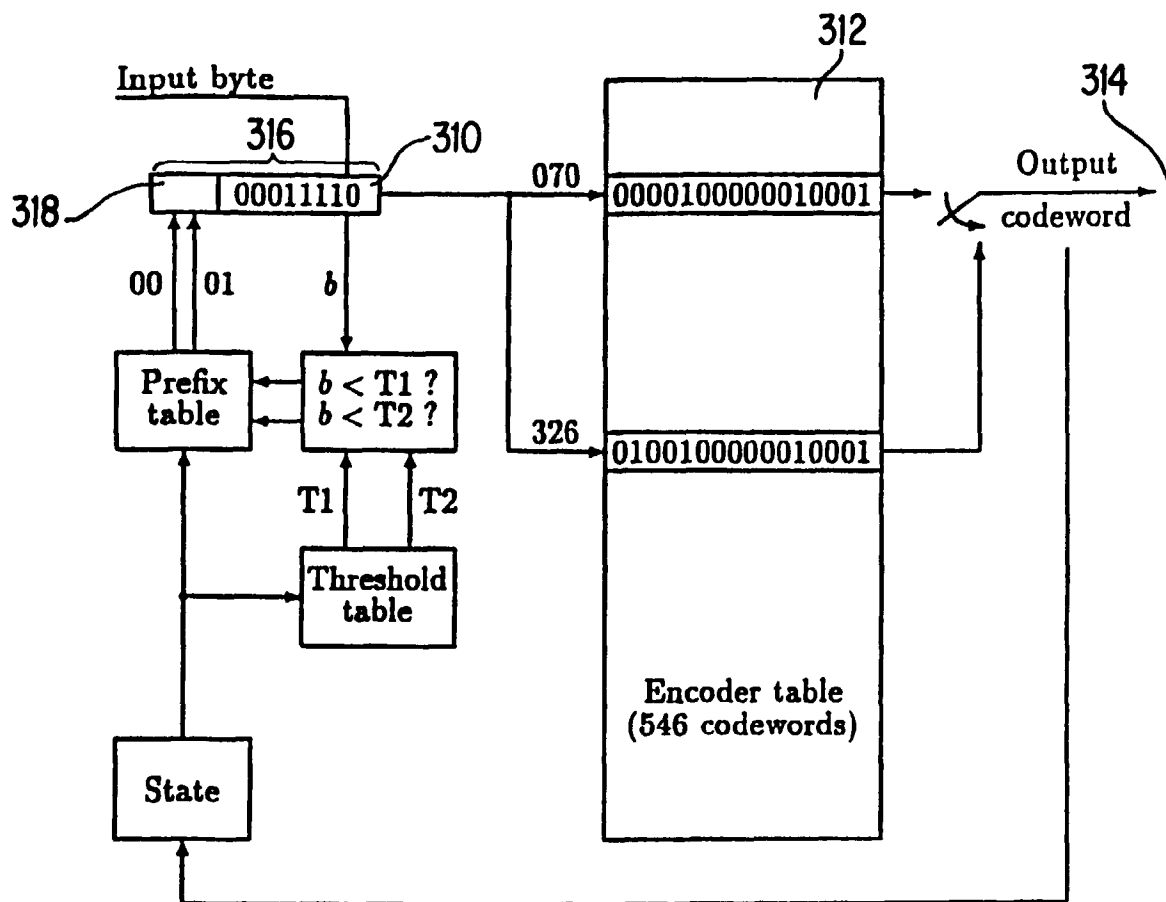 312
314
Input byte
316
310
318
00011110
070
0000100000010001
Output
codeword
00
01
b
Prefix
table
b < T1 ?
b < T2 ?
326
0100100000010001
T1
T2
Threshold
table
Encoder table
(546 codewords)
State